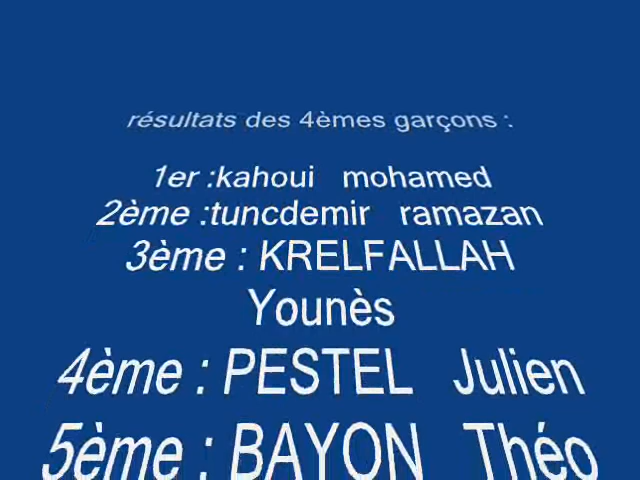 résultats des 4èmes garçons :.
1er :kahoui mohamed
2ème :tuncdemir ramazan
3ème : KRELFALLAH
Younès
4ème : PESTEL Julien
5ème : BAYON Théo